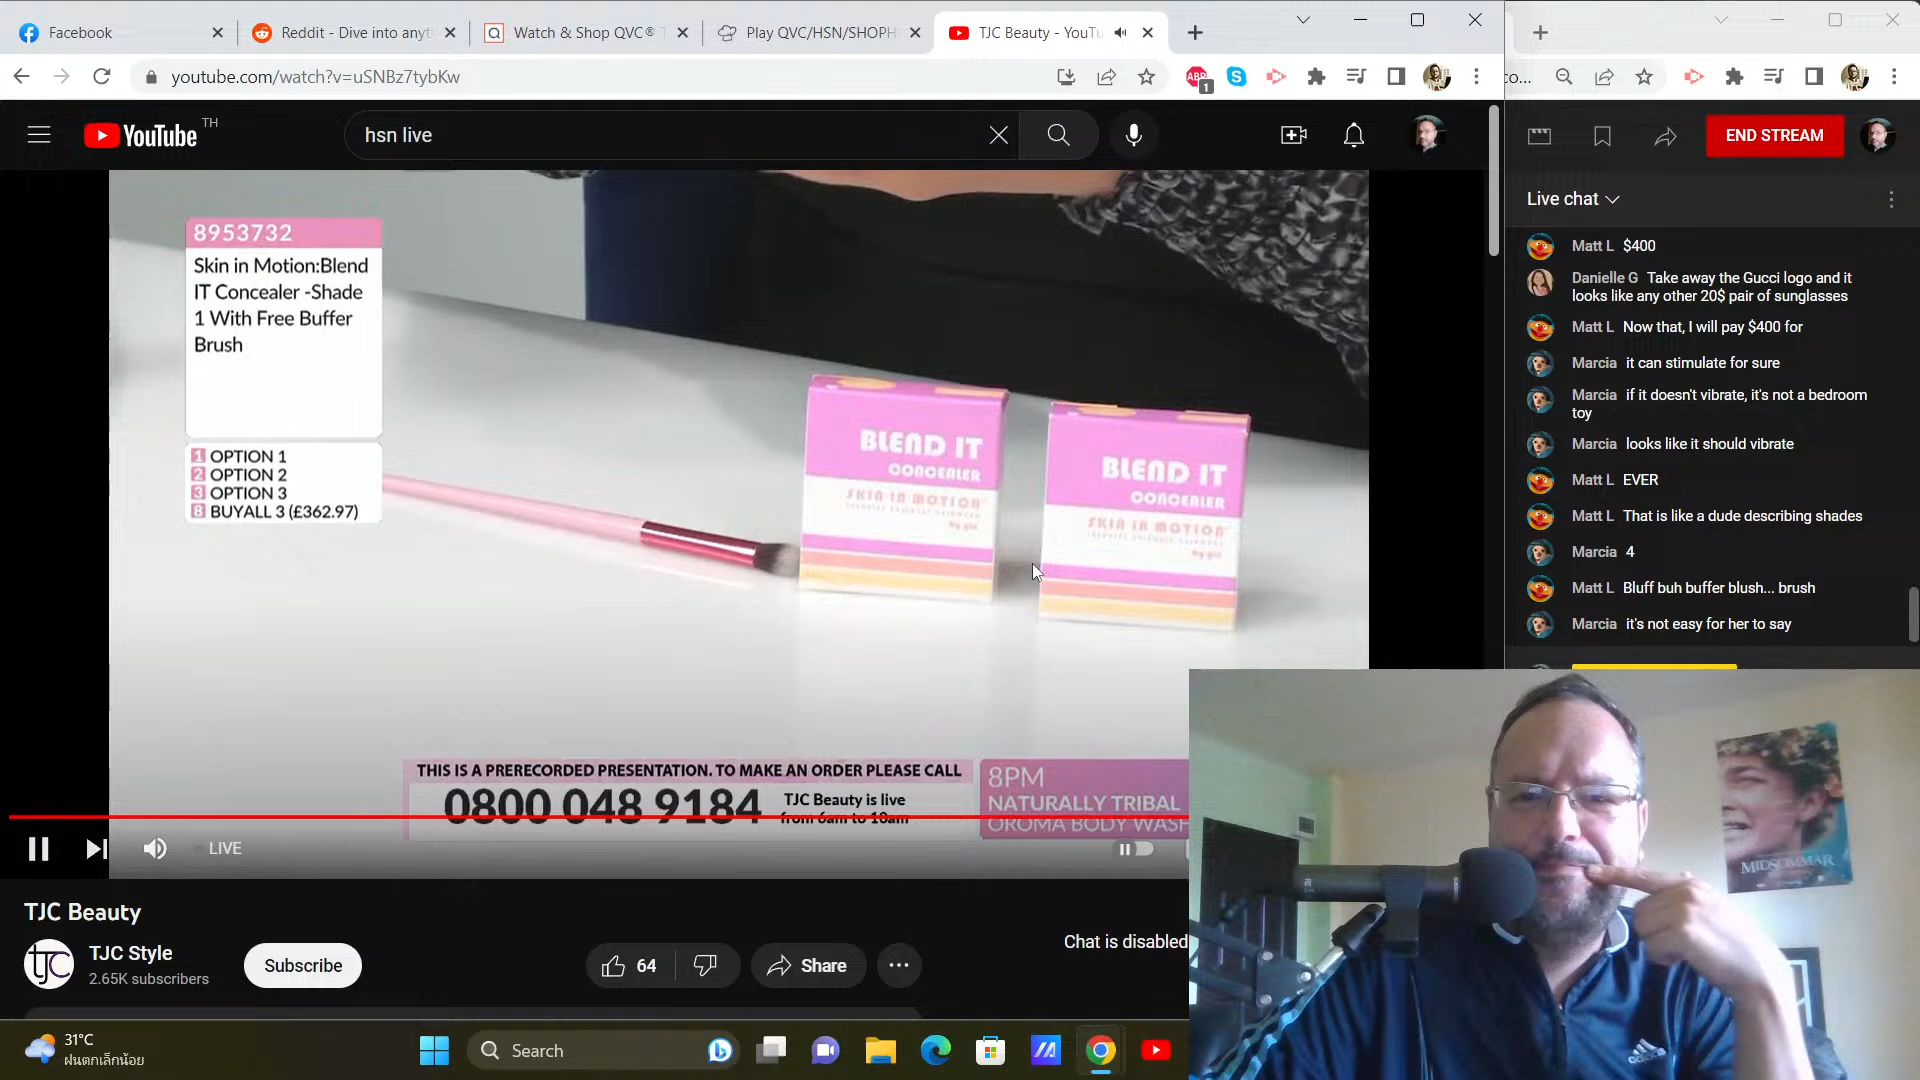 Facebook
Reddit - Dive into anyt
Watch & Shop QVC®
Play QVC/HSN/SHOPH
TJC Beauty - YouTu
youtube.com/watch?v=uSNBz7tybKw
ABP
1
co...
YouTube TH
hsn live
END STREAM
Live chat
8953732
Skin in Motion:Blend
IT Concealer -Shade
1 With Free Buffer
Brush
1 OPTION 1
2 OPTION 2
3 OPTION 3
8 BUYALL 3 (£362.97)
BLEND IT
CONCEALER
SKIN IN MOTION
BLEND IT
CONCEALER
SKIN IN MOTION
THIS IS A PRERECORDED PRESENTATION. TO MAKE AN ORDER PLEASE CALL
0800 048 9184
TJC Beauty is live
from 6am to 10am
8PM
NATURALLY TRIBAL
OROMA BODY WASH
LIVE
Matt L $400
Danielle G Take away the Gucci logo and it
looks like any other 20$ pair of sunglasses
Matt L Now that, I will pay $400 for
Marcia it can stimulate for sure
Marcia if it doesn't vibrate, it's not a bedroom
toy
Marcia looks like it should vibrate
Matt L EVER
Matt L That is like a dude describing shades
Marcia 4
Matt L Bluff buh buffer blush... brush
Marcia it's not easy for her to say
MIDSOMMAR
adidas
TJC Beauty
tjc
TJC Style
2.65K subscribers
Subscribe
64
Share
Chat is disabled
31°C
ฝนตกเล็กน้อย
Search